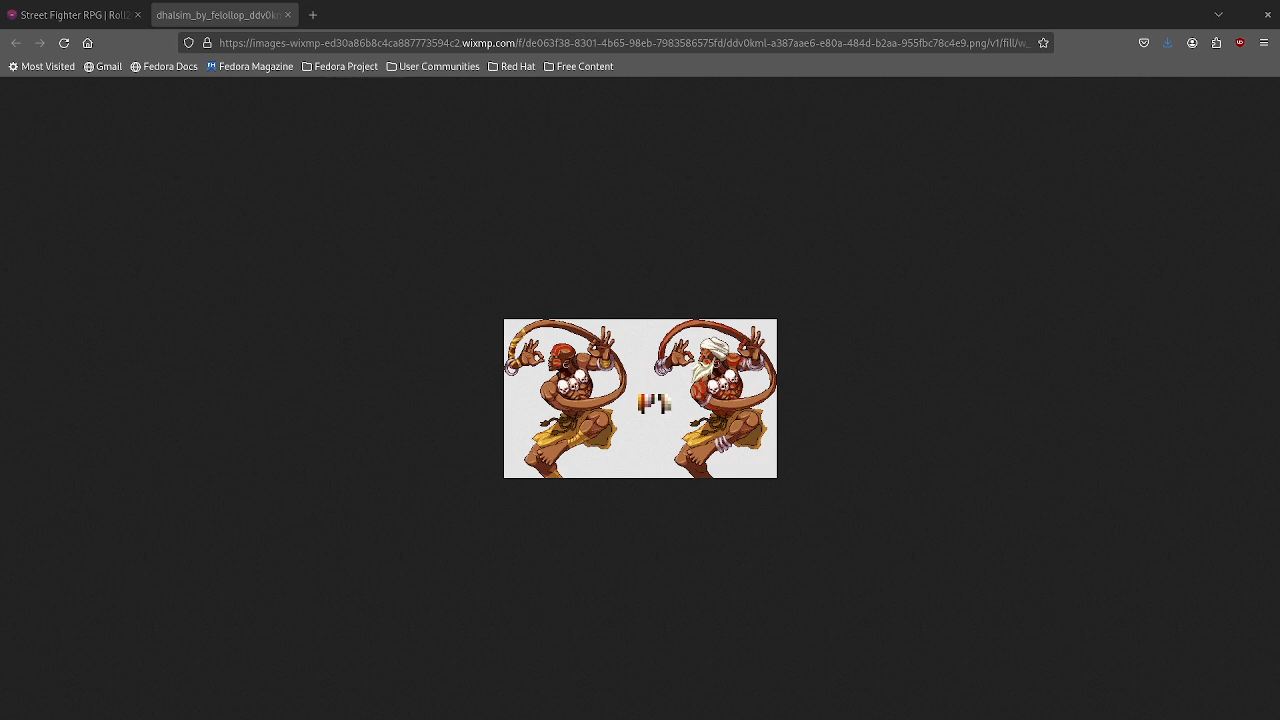 Street Fighter RPG | Roll2
dhalsim_by_felollop_ddv0km
https://images-wixmp-ed30a86b8c4ca887773594c2.wixmp.com/f/de063f38-8301-4b65-98eb-7983586575fd/ddv0kml-a387aae6-e80a-484d-b2aa-955fbc78c4e9.png/v1/fill/w_
Most Visited Gmail Fedora Docs Fedora Magazine Fedora Project User Communities Red Hat Free Content